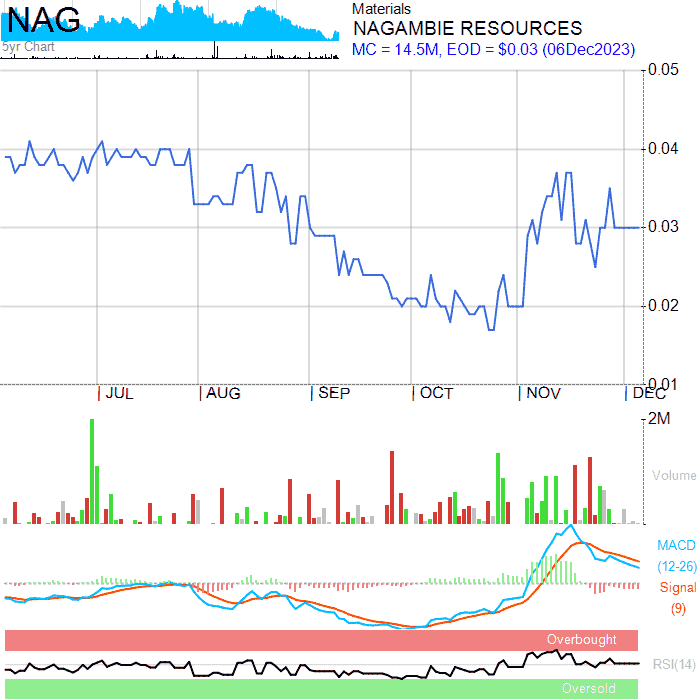 NAG
5yr Chart
Materials
NAGAMBIE RESOURCES
MC = 14.5M, EOD = $0.03 (06Dec2023)
0.05
0.04
0.03
0.02
0.01
JUL AUG SEP OCT NOV DEC
2M
Volume
MACD
(12-26)
Signal
(9)
Overbought
RSI(14)
Oversold